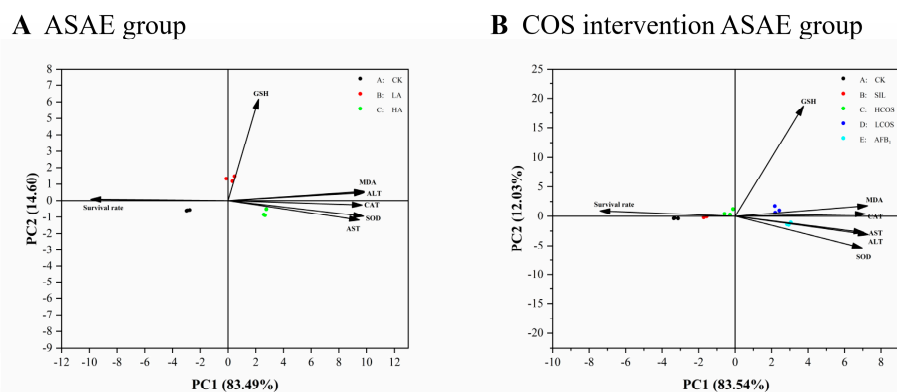 A ASAE group
B COS intervention ASAE group
8
7
6
5
4
3
2
1
0
-1
-2
-3
-4
-5
-6
-7
-8
-9
-12 -10 -8 -6 -4 -2 0 2 4 6 8 10 12
PC2 (14.60)
PC1 (83.49%)
GSH
A: CK
B: LA
C: HA
MDA
ALT
CAT
SOD
AST
Survival rate
25
20
15
10
5
0
-5
-10
-15
-20
-10 -8 -6 -4 -2 0 2 4 6 8
PC2 (12.03%)
PC1 (83.54%)
GSH
A: CK
B: SIL
C: HCOS
D: LCOS
E: AFB₁
MDA
CAT
AST
ALT
SOD
Survival rate